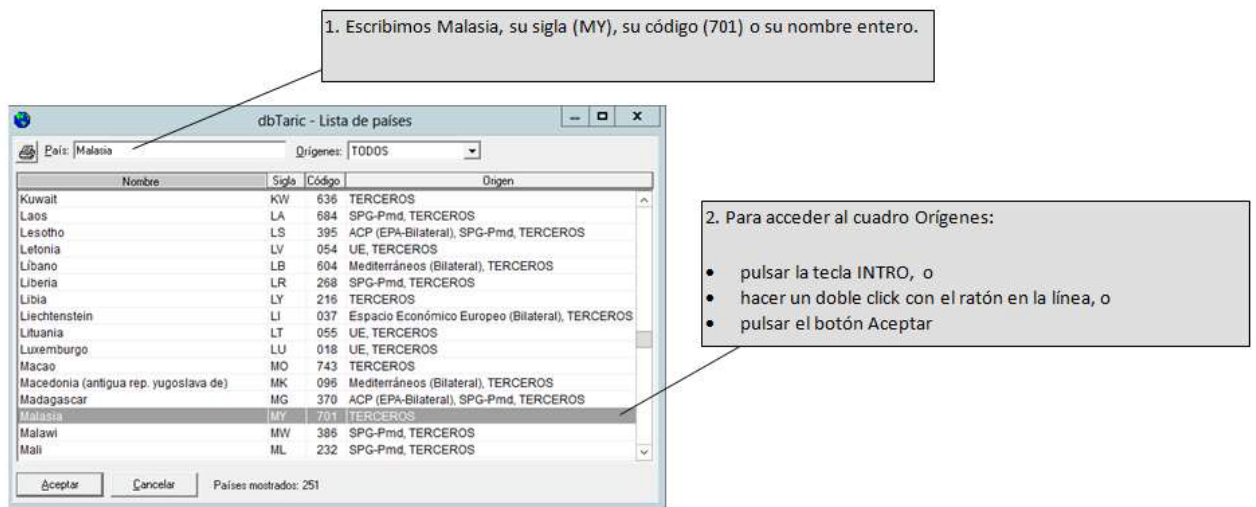 1. Escribimos Malasia, su sigla (MY), su código (701) o su nombre entero.
dbTaric - Lista de países
País: Malasia Orígenes: TODOS
Nombre Sigla Código Origen
Kuwait KW 636 TERCEROS
Laos LA 684 SPG-Pmd, TERCEROS
Lesotho LS 395 ACP (EPA-Bilateral), SPG-Pmd, TERCEROS
Letonia LV 054 UE, TERCEROS
Líbano LB 604 Mediterráneos (Bilateral), TERCEROS
Liberia LR 268 SPG-Pmd, TERCEROS
Libia LY 216 TERCEROS
Liechtenstein LI 037 Espacio Económico Europeo (Bilateral), TERCEROS
Lituania LT 055 UE, TERCEROS
Luxemburgo LU 018 UE, TERCEROS
Macao MO 743 TERCEROS
Macedonia (antigua rep. yugoslava de) MK 096 Mediterráneos (Bilateral), TERCEROS
Madagascar MG 370 ACP (EPA-Bilateral), SPG-Pmd, TERCEROS
Malasia MY 701 TERCEROS
Malawi MW 386 SPG-Pmd, TERCEROS
Mali ML 232 SPG-Pmd, TERCEROS
Aceptar Cancelar Países mostrados: 251
2. Para acceder al cuadro Orígenes:
• pulsar la tecla INTRO, o
• hacer un doble click con el ratón en la línea, o
• pulsar el botón Aceptar